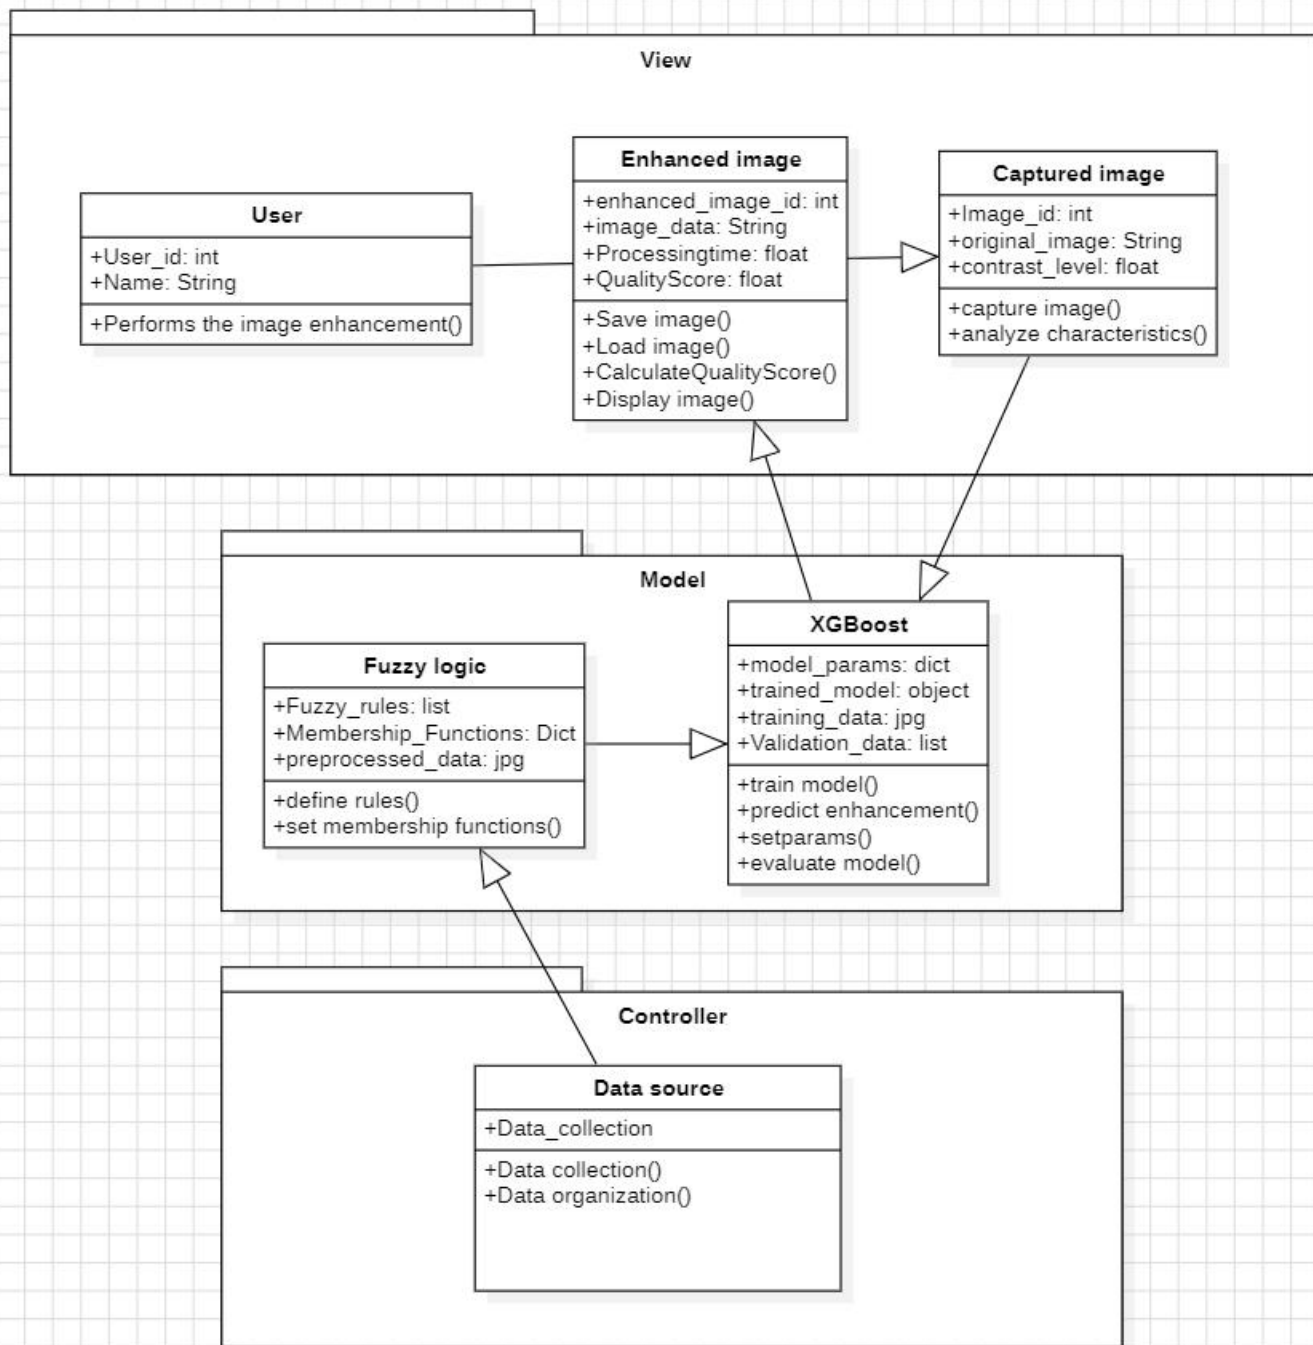 View
User
+User_id: int
+Name: String
+Performs the image enhancement()
Enhanced image
+enhanced_image_id: int
+image_data: String
+Processingtime: float
+QualityScore: float
+Save image()
+Load image()
+CalculateQualityScore()
+Display image()
Captured image
+Image_id: int
+original_image: String
+contrast_level: float
+capture image()
+analyze characteristics()
Model
Fuzzy logic
+Fuzzy_rules: list
+Membership_Functions: Dict
+preprocessed_data: jpg
+define rules()
+set membership functions()
XGBoost
+model_params: dict
+trained_model: object
+training_data: jpg
+Validation_data: list
+train model()
+predict enhancement()
+setparams()
+evaluate model()
Controller
Data source
+Data_collection
+Data collection()
+Data organization()